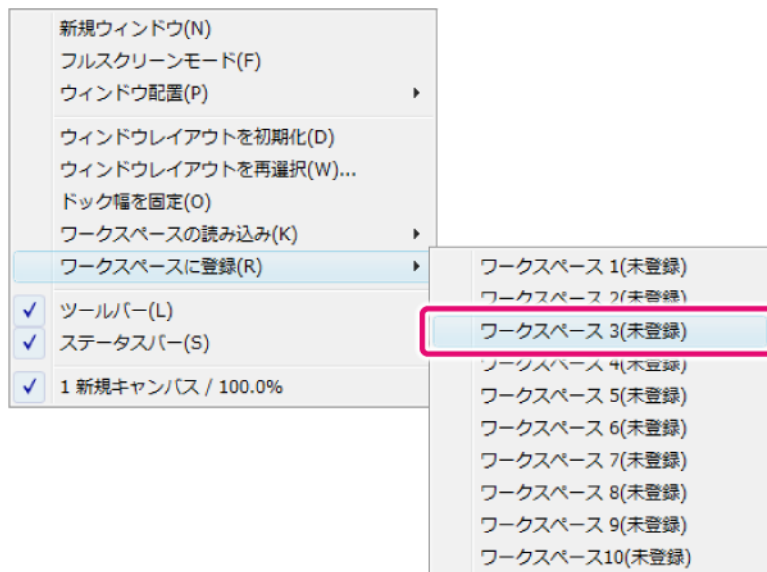 新規ウィンドウ(N)
フルスクリーンモード(F)
ウィンドウ配置(P)
ウィンドウレイアウトを初期化(D)
ウィンドウレイアウトを再選択(W)...
ドック幅を固定(O)
ワークスペースの読み込み(K)
ワークスペースに登録(R)
ツールバー(L)
ステータスバー(S)
1 新規キャンバス / 100.0%
ワークスペース 1(未登録)
ワークスペース 2(未登録)
ワークスペース 3(未登録)
ワークスペース 4(未登録)
ワークスペース 5(未登録)
ワークスペース 6(未登録)
ワークスペース 7(未登録)
ワークスペース 8(未登録)
ワークスペース 9(未登録)
ワークスペース10(未登録)